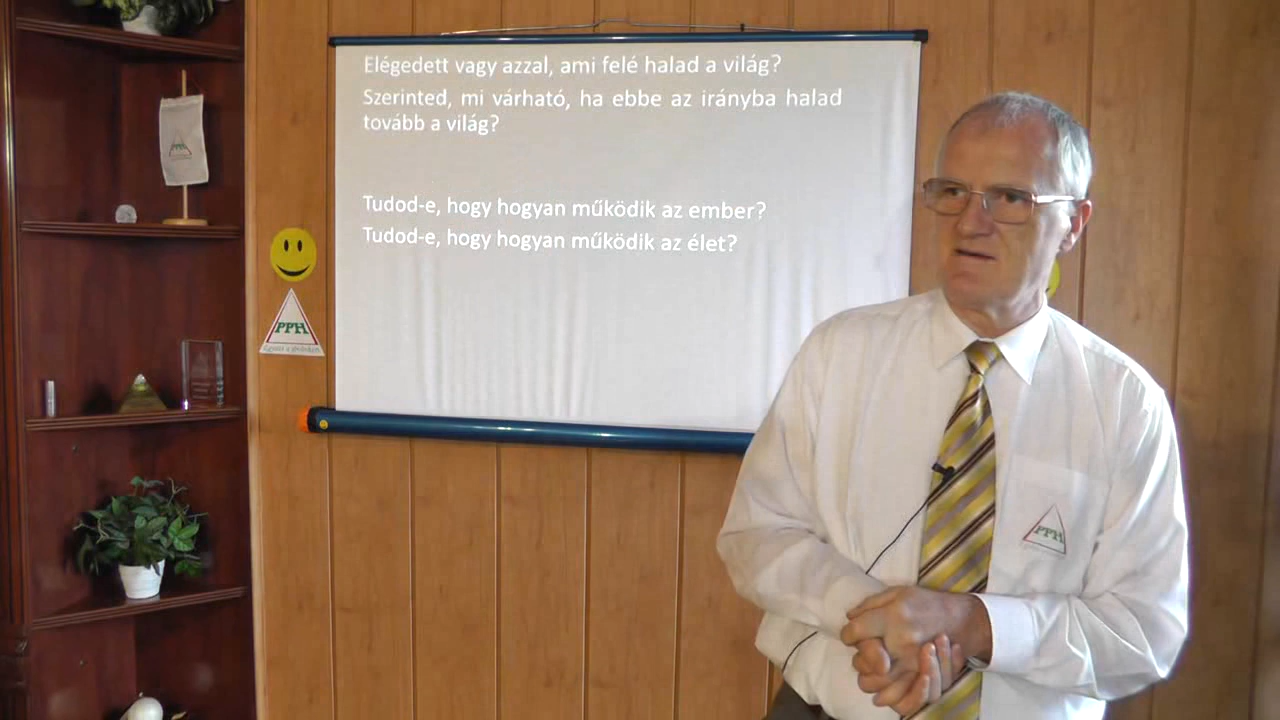 Elégedett vagy azzal, ami felé halad a világ?
Szerinted, mi várható, ha ebbe az irányba halad
tovább a világ?
Tudod-e, hogy hogyan működik az ember?
Tudod-e, hogy hogyan működik az élet?
PPH
PPH
PPH